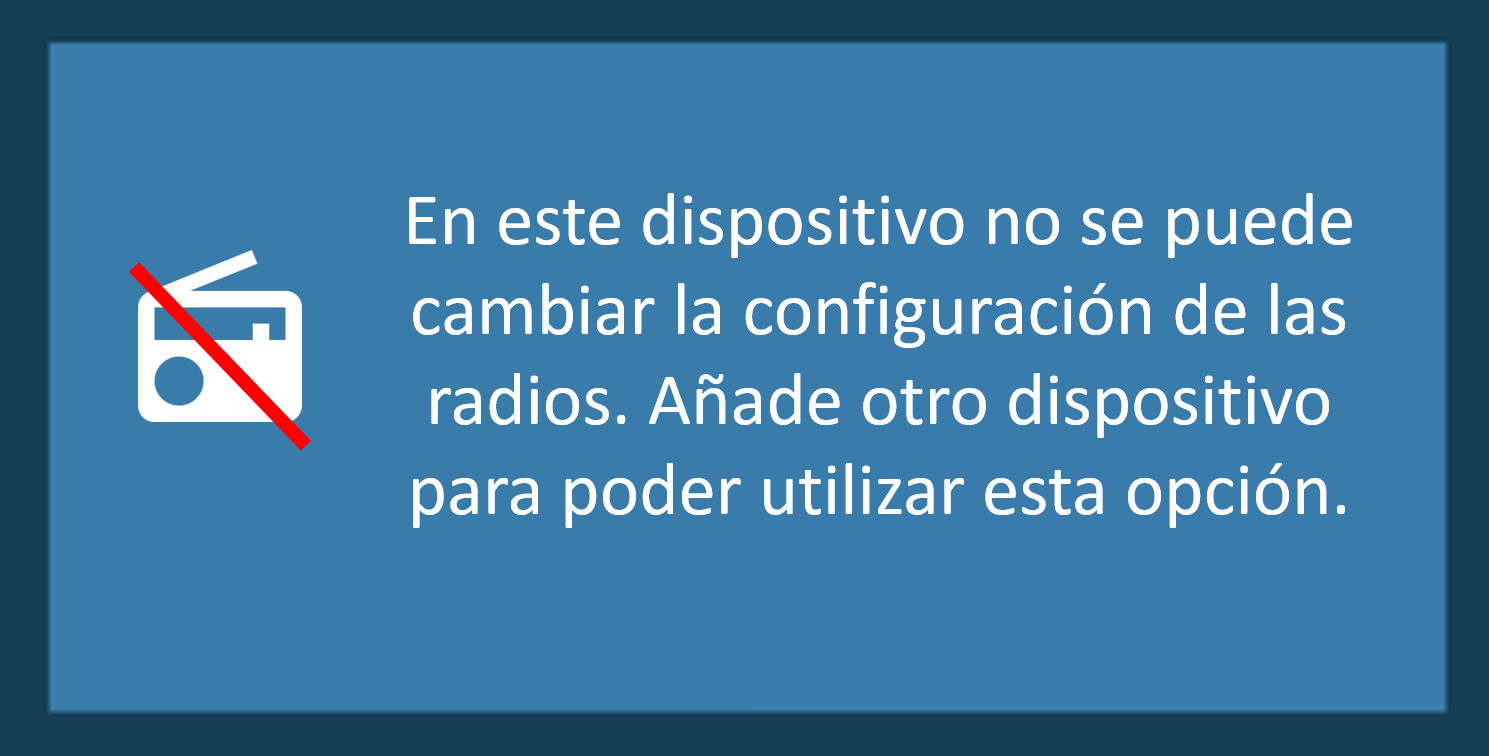 En este dispositivo no se puede
cambiar la configuración de las
radios. Añade otro dispositivo
para poder utilizar esta opción.